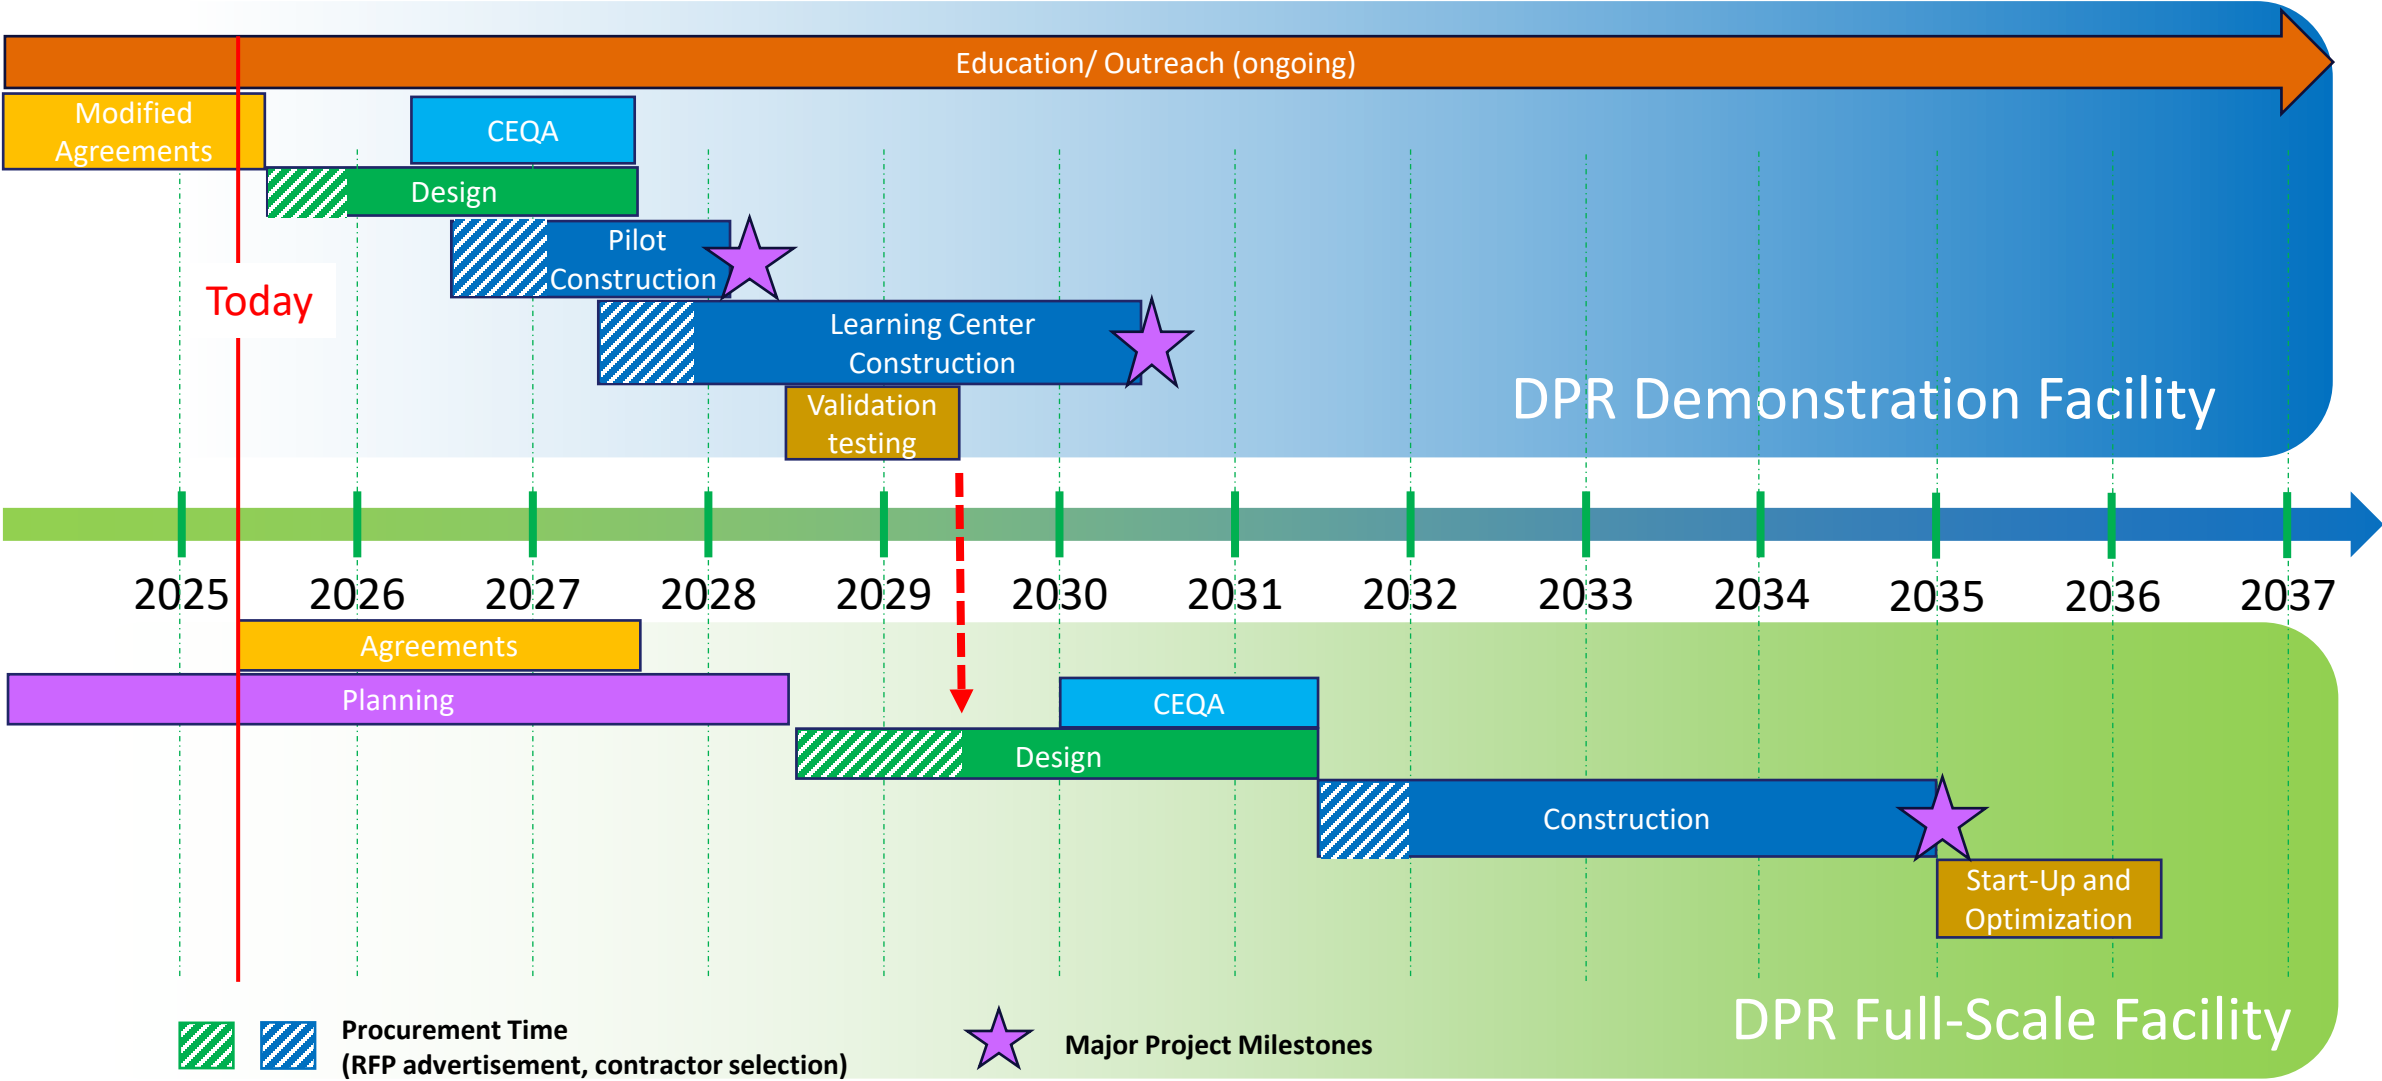 Education/ Outreach (ongoing)
Modified
Agreements
CEQA
Design
Pilot
Construction
Today
Learning Center
Construction
Validation
testing
DPR Demonstration Facility
2025 2026 2027 2028 2029 2030 2031 2032 2033 2034 2035 2036 2037
Agreements
Planning
CEQA
Design
Construction
Start-Up and
Optimization
DPR Full-Scale Facility
Procurement Time
(RFP advertisement, contractor selection)
Major Project Milestones